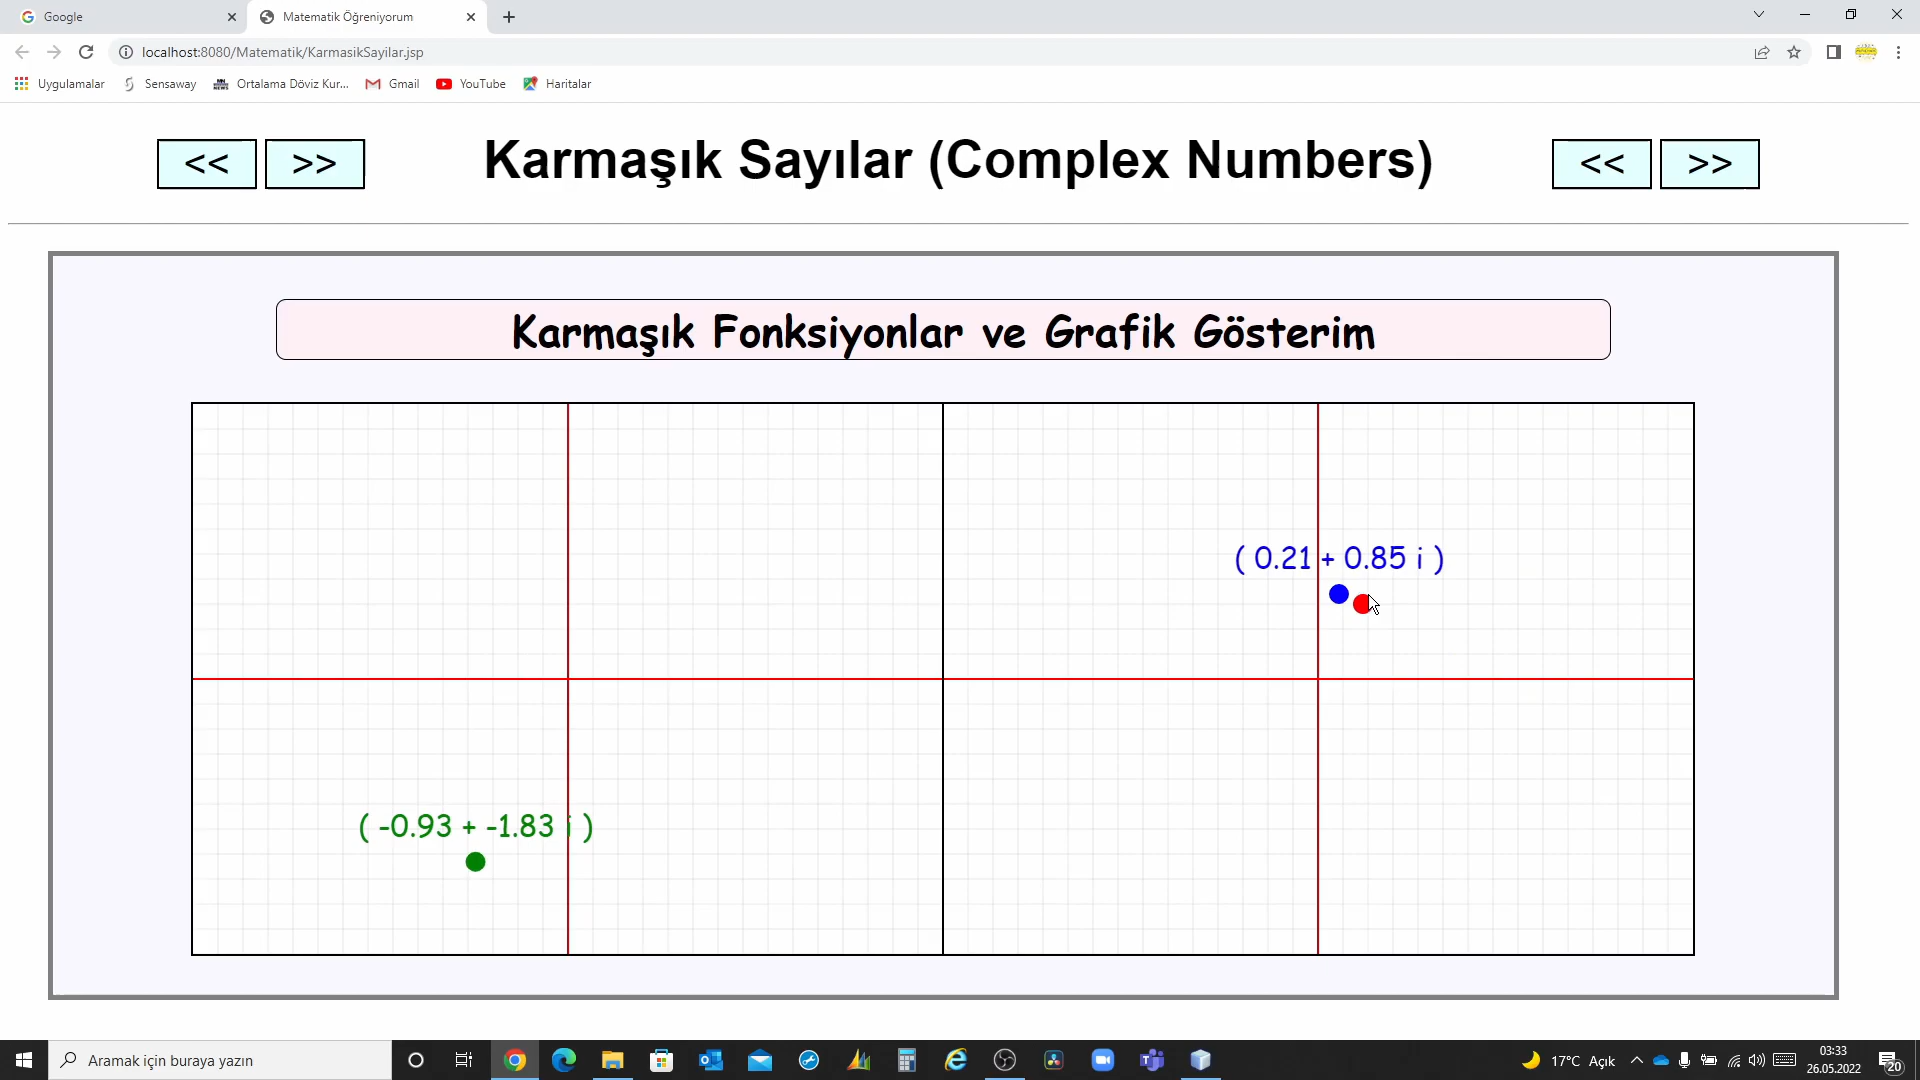 Google
Matematik Öğreniyorum
localhost:8080/Matematik/KarmasikSayilar.jsp
Uygulamalar
Sensaway
Ortalama Döviz Kur...
Gmail
YouTube
Haritalar
<< >>
Karmaşık Sayılar (Complex Numbers)
<< >>
Karmaşık Fonksiyonlar ve Grafik Gösterim
( 0.21 + 0.85 i )
( -0.93 + -1.83 i )
Aramak için buraya yazın
17°C Açık
03:33
26.05.2022
20